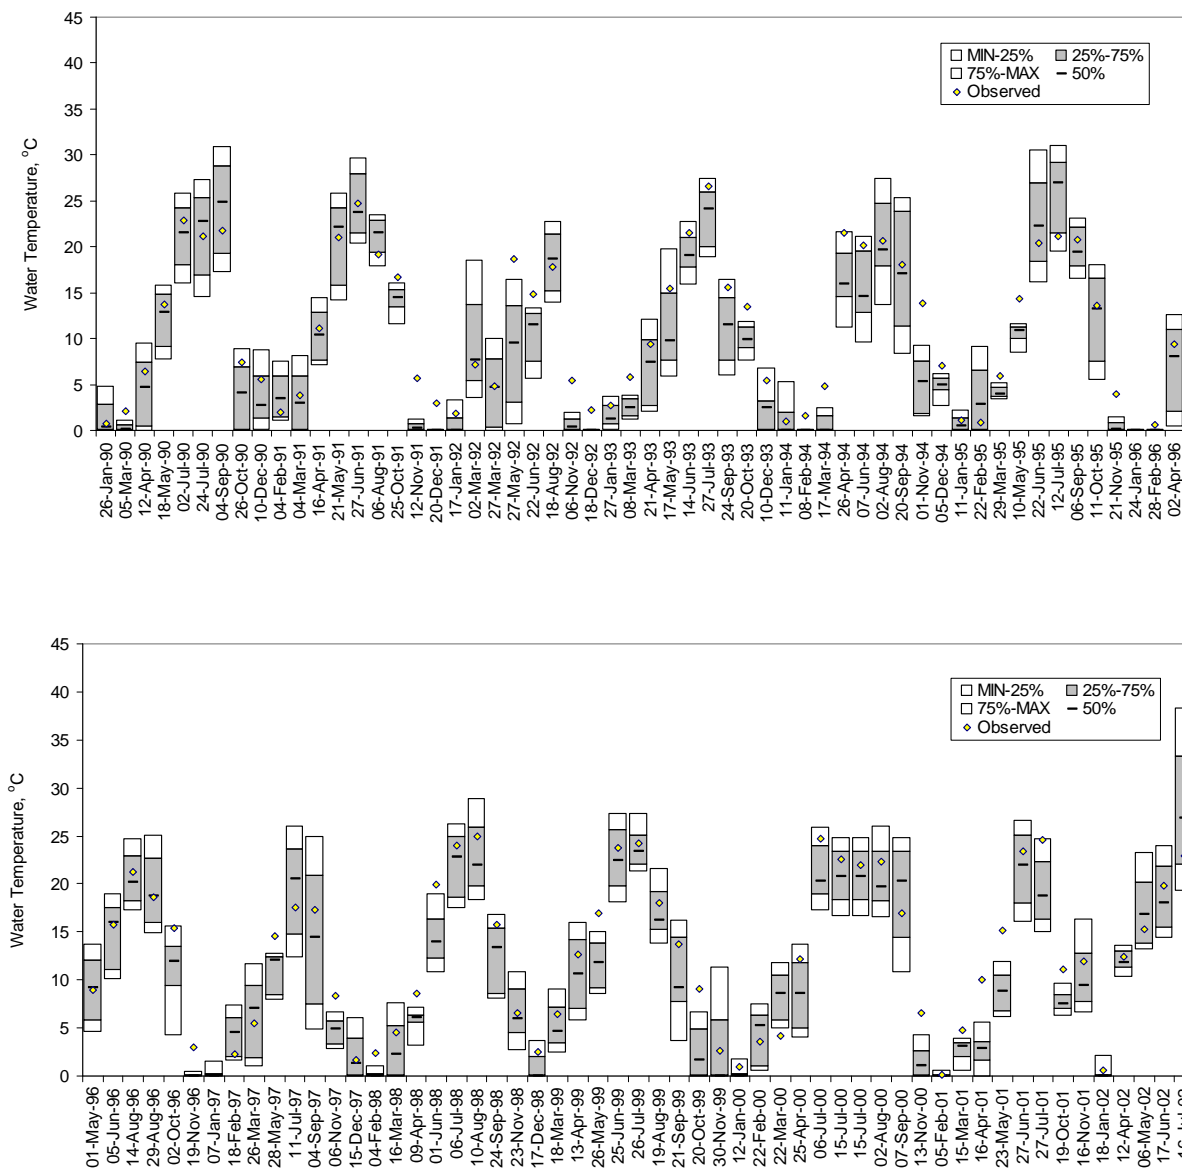 45
40
35
30
25
20
15
10
5
0
Water Temperature, °C
MIN-25% 25%-75%
75%-MAX 50%
Observed
26-Jan-90
05-Mar-90
12-Apr-90
18-May-90
02-Jul-90
24-Jul-90
04-Sep-90
26-Oct-90
10-Dec-90
04-Feb-91
04-Mar-91
16-Apr-91
21-May-91
27-Jun-91
06-Aug-91
25-Oct-91
12-Nov-91
20-Dec-91
17-Jan-92
02-Mar-92
27-Mar-92
27-May-92
22-Jun-92
18-Aug-92
06-Nov-92
18-Dec-92
27-Jan-93
08-Mar-93
21-Apr-93
17-May-93
14-Jun-93
27-Jul-93
24-Sep-93
20-Oct-93
10-Dec-93
11-Jan-94
08-Feb-94
17-Mar-94
26-Apr-94
07-Jun-94
02-Aug-94
20-Sep-94
01-Nov-94
05-Dec-94
11-Jan-95
22-Feb-95
29-Mar-95
10-May-95
22-Jun-95
12-Jul-95
06-Sep-95
11-Oct-95
21-Nov-95
24-Jan-96
28-Feb-96
02-Apr-96
45
40
35
30
25
20
15
10
5
0
Water Temperature, °C
MIN-25% 25%-75%
75%-MAX 50%
Observed
01-May-96
05-Jun-96
14-Aug-96
29-Aug-96
02-Oct-96
19-Nov-96
07-Jan-97
18-Feb-97
26-Mar-97
28-May-97
11-Jul-97
04-Sep-97
06-Nov-97
15-Dec-97
04-Feb-98
16-Mar-98
09-Apr-98
01-Jun-98
06-Jul-98
10-Aug-98
24-Sep-98
23-Nov-98
17-Dec-98
18-Mar-99
13-Apr-99
26-May-99
25-Jun-99
26-Jul-99
19-Aug-99
21-Sep-99
20-Oct-99
30-Nov-99
12-Jan-00
22-Feb-00
22-Mar-00
25-Apr-00
06-Jul-00
15-Jul-00
15-Jul-00
02-Aug-00
07-Sep-00
13-Nov-00
05-Feb-01
15-Mar-01
16-Apr-01
23-May-01
27-Jun-01
27-Jul-01
19-Oct-01
16-Nov-01
18-Jan-02
12-Apr-02
06-May-02
17-Jun-02